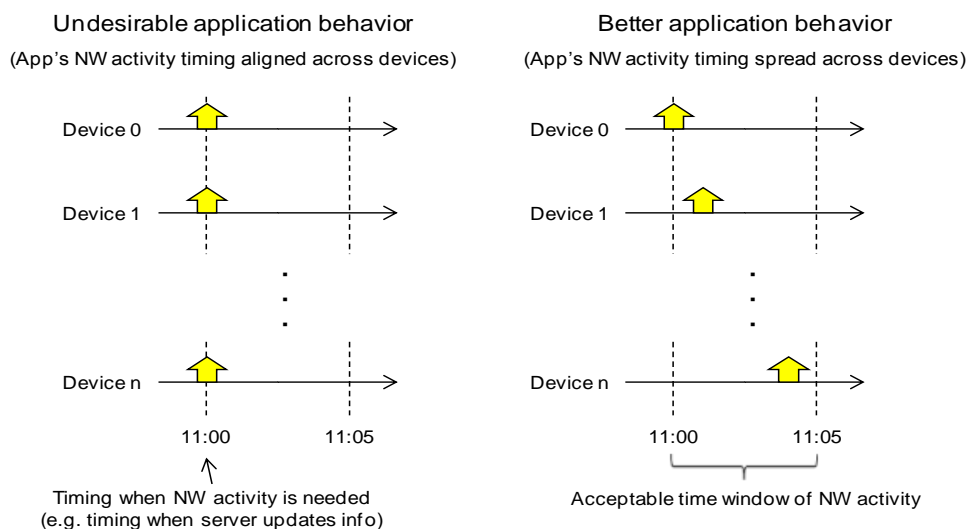 Undesirable application behavior
(App's NW activity timing aligned across devices)
Device 0
Device 1
Device n
11:00
11:05
Timing when NW activity is needed
(e.g. timing when server updates info)
Better application behavior
(App's NW activity timing spread across devices)
Device 0
Device 1
Device n
11:00
11:05
Acceptable time window of NW activity